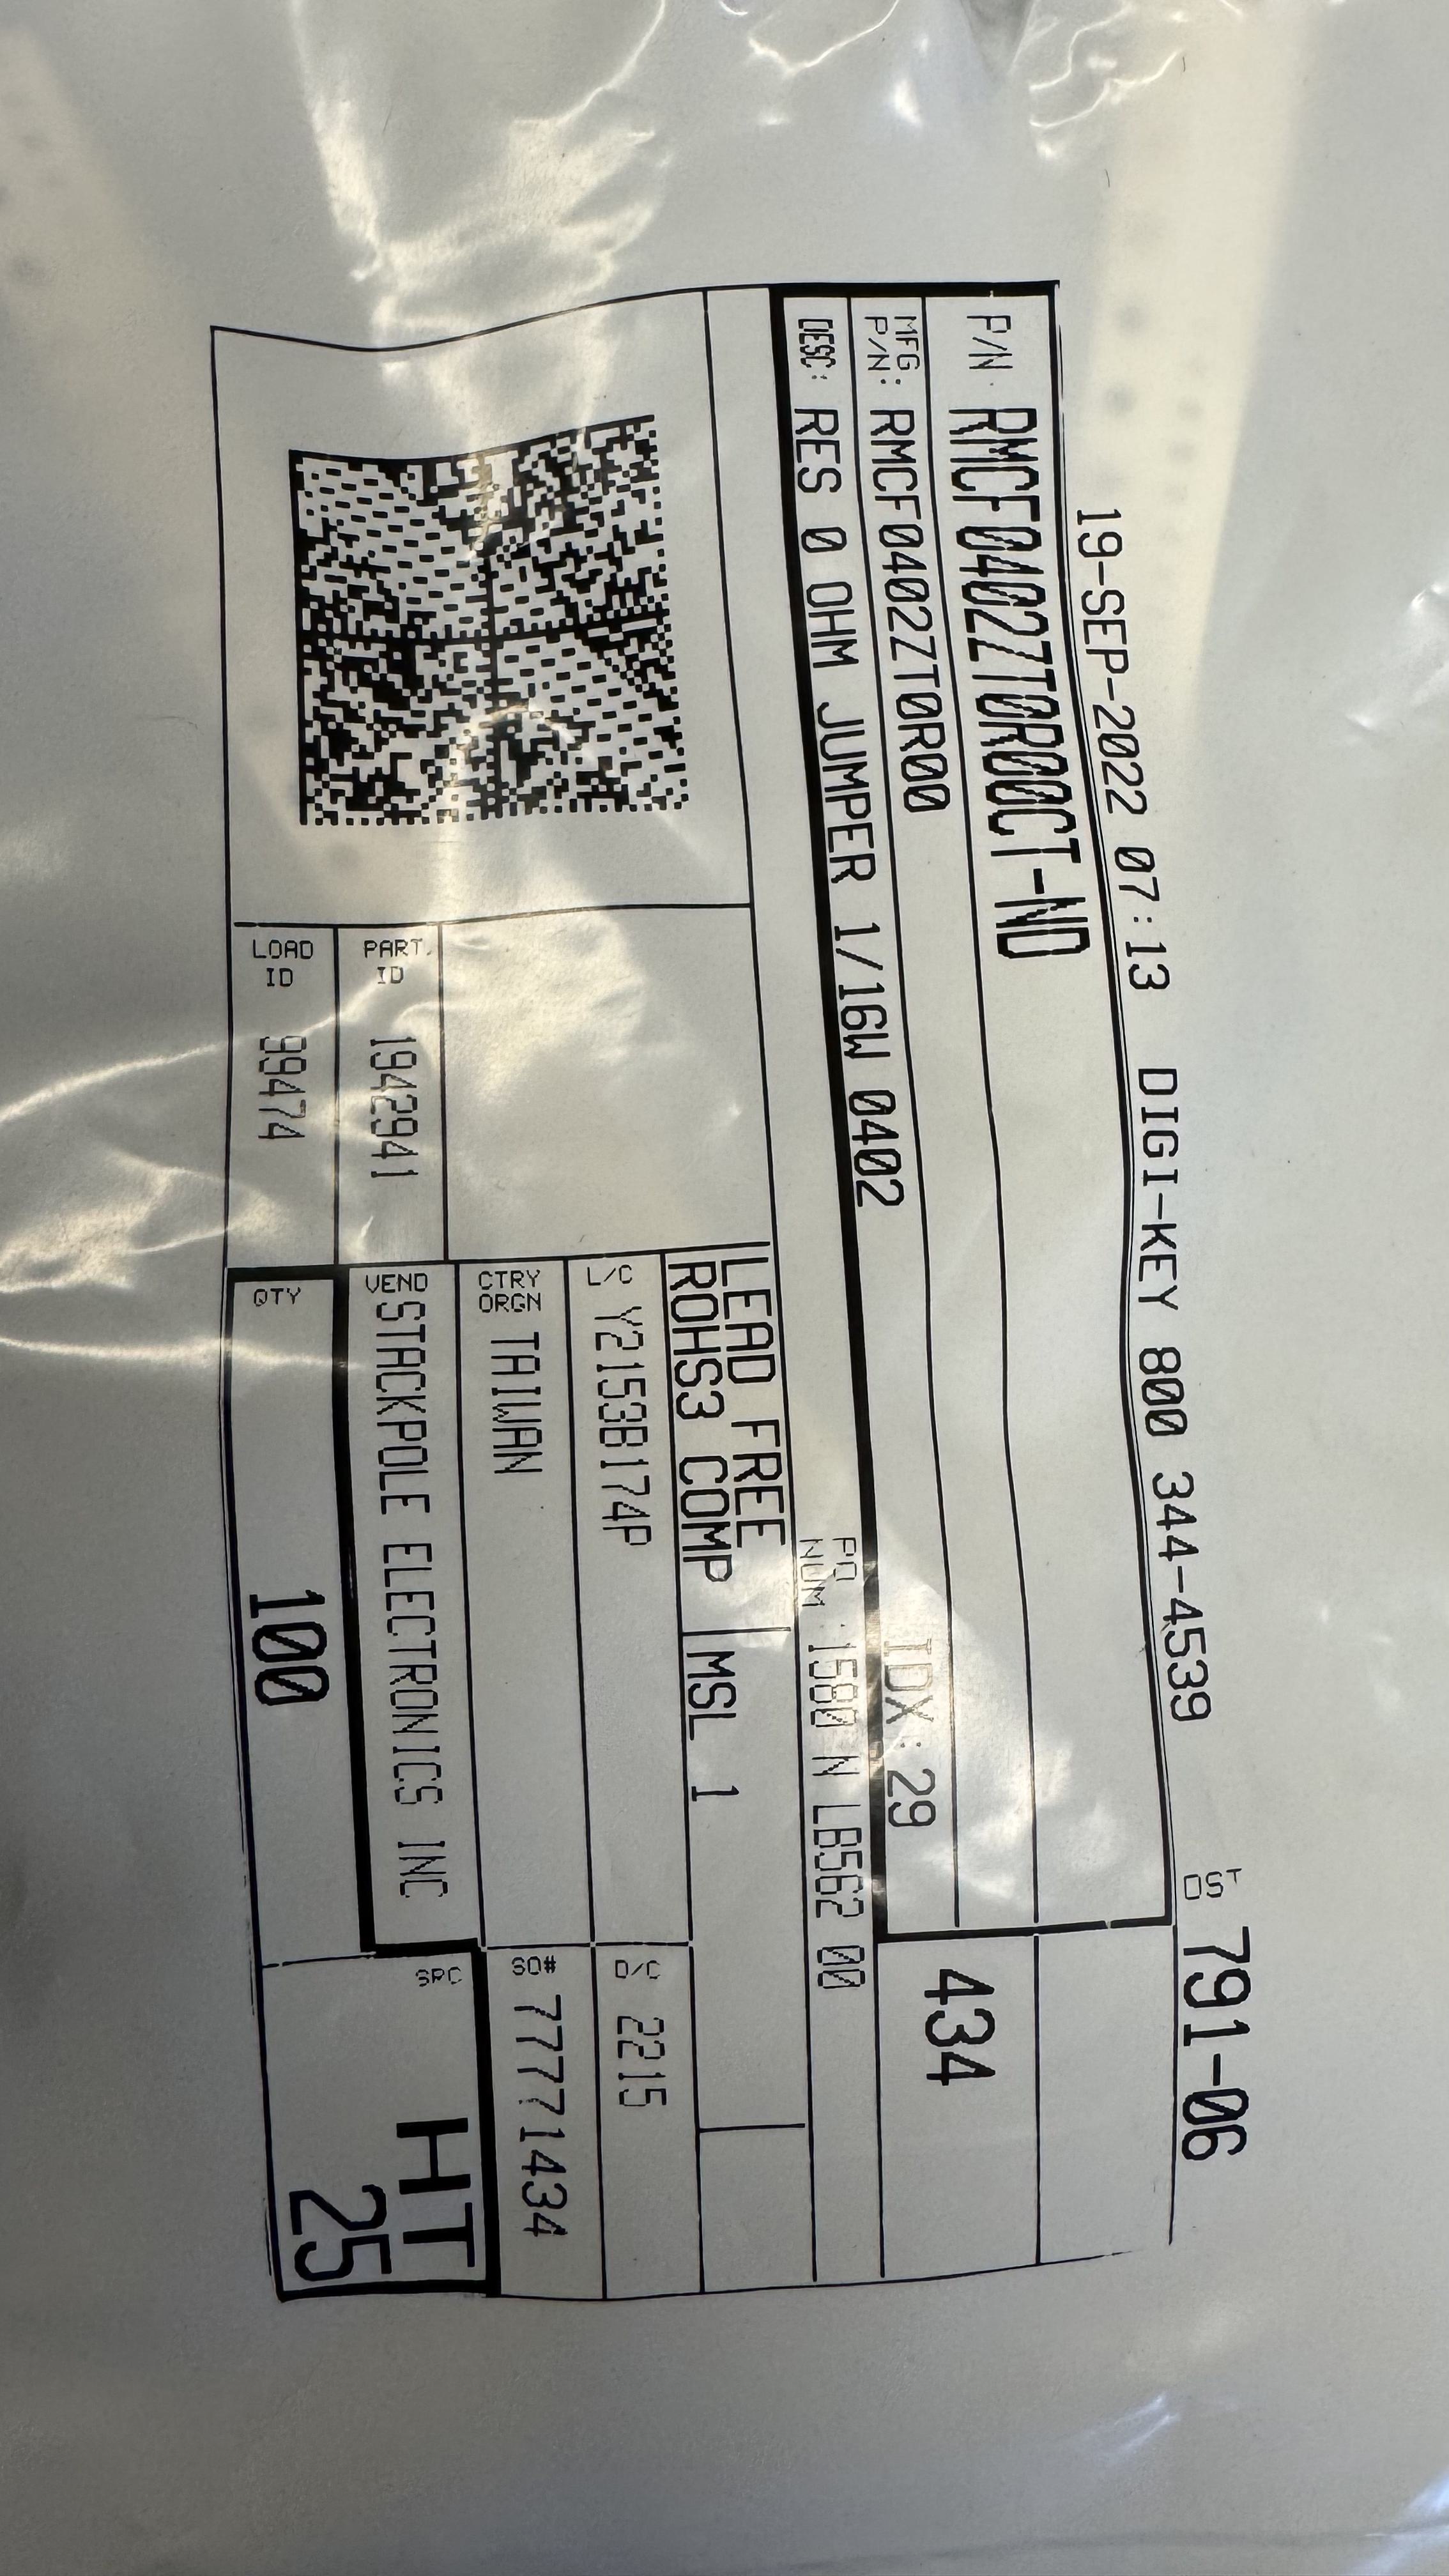 19-SEP-2022 07:13 DIGI-KEY 800 344-4539
DST 791-06
P/N: RMCF0402ZT0R00CT-ND
MFG: P/N: RMCF0402ZT0R00
IDX: 29
434
DESC: RES 0 OHM JUMPER 1/16W 0402
PO NUM : 1580 N LB562 00
LEAD FREE
ROHS3 COMP
MSL 1
L/C Y2153B174P
D/C 2215
CTRY ORGN TAIWAN
SO# 77771434
PART. ID 1942941
VEND STACKPOLE ELECTRONICS INC
SRC HT
25
LOAD ID 99474
QTY 100